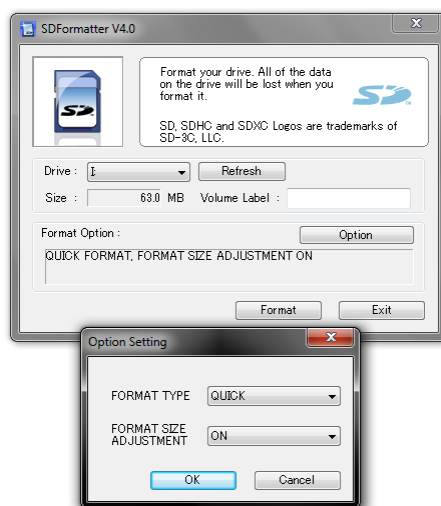 SDFormatter V4.0
Format your drive. All of the data
on the drive will be lost when you
format it.
SD, SDHC and SDXC Logos are trademarks of
SD-3C, LLC.
SD
SD
Drive : I: Refresh
Size : 63.0 MB Volume Label :
Format Option : Option
QUICK FORMAT, FORMAT SIZE ADJUSTMENT ON
Format Exit
Option Setting
FORMAT TYPE QUICK
FORMAT SIZE
ADJUSTMENT ON
OK Cancel